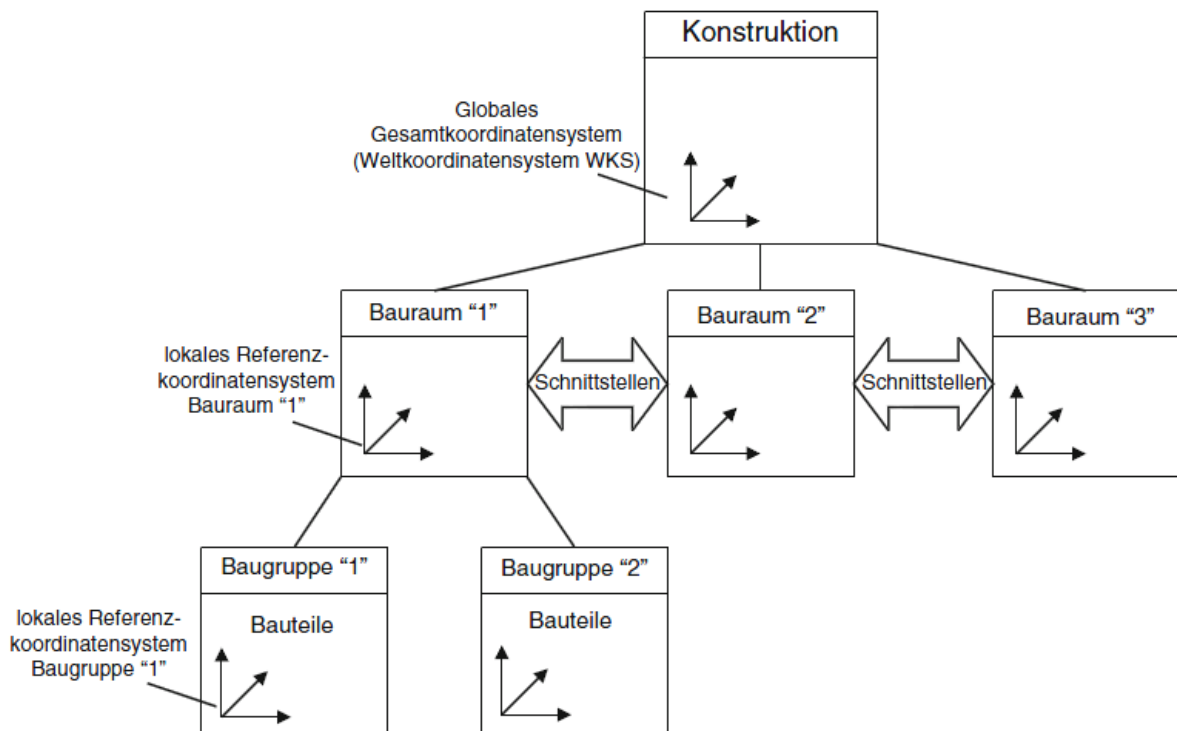 Konstruktion
Globales
Gesamtkoordinatensystem
(Weltkoordinatensystem WKS)
Bauraum “1”
Bauraum “2”
Bauraum “3”
lokales Referenz-
koordinatensystem
Bauraum “1”
Schnittstellen
Schnittstellen
Baugruppe “1”
Baugruppe “2”
lokales Referenz-
koordinatensystem
Baugruppe “1”
Bauteile
Bauteile